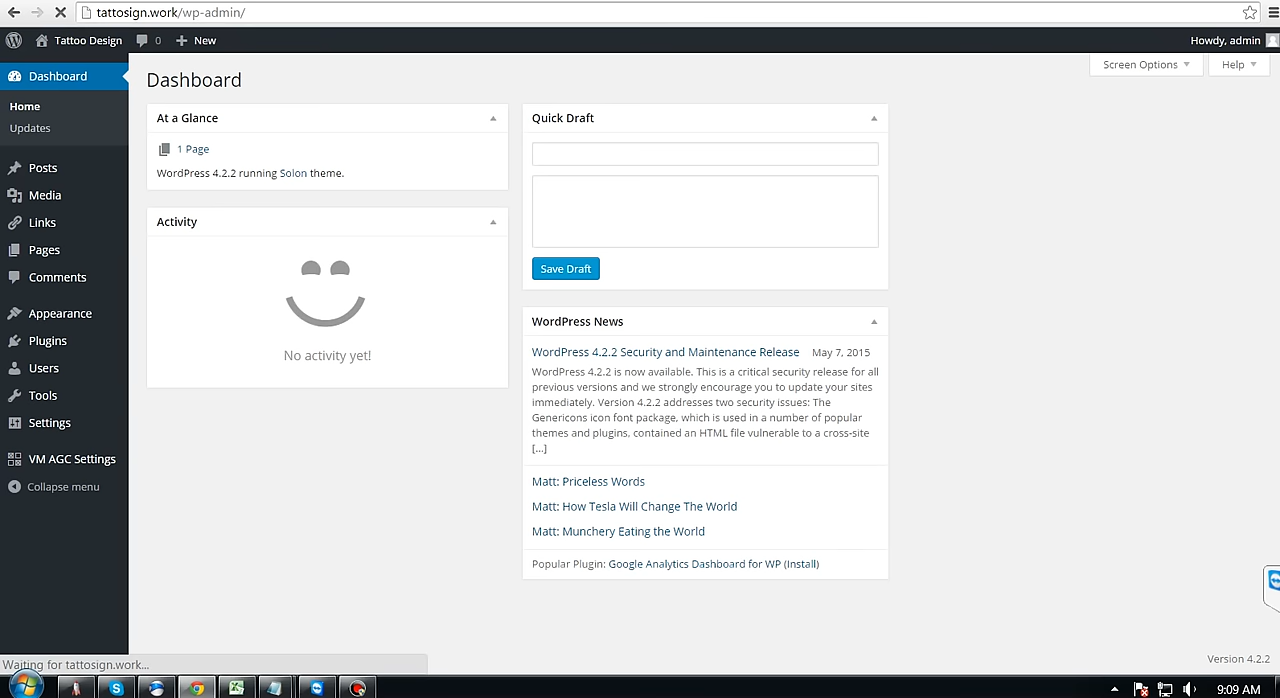 tattosign.work/wp-admin/
Tattoo Design 0 New Howdy, admin
Dashboard
Home
Updates
Posts
Media
Links
Pages
Comments
Appearance
Plugins
Users
Tools
Settings
VM AGC Settings
Collapse menu
Screen Options Help
Dashboard
At a Glance
1 Page
WordPress 4.2.2 running Solon theme.
Activity
No activity yet!
Quick Draft
Save Draft
WordPress News
WordPress 4.2.2 Security and Maintenance Release May 7, 2015
WordPress 4.2.2 is now available. This is a critical security release for all
previous versions and we strongly encourage you to update your sites
immediately. Version 4.2.2 addresses two security issues: The
Genericons icon font package, which is used in a number of popular
themes and plugins, contained an HTML file vulnerable to a cross-site
[...]
Matt: Priceless Words
Matt: How Tesla Will Change The World
Matt: Munchery Eating the World
Popular Plugin: Google Analytics Dashboard for WP (Install)
Version 4.2.2
Waiting for tattosign.work...
9:09 AM